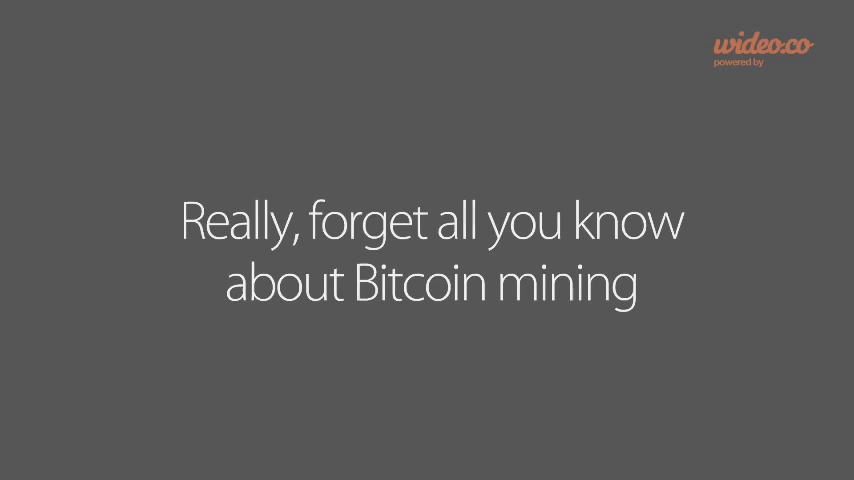 wideo.co
powered by
Really, forget all you know
about Bitcoin mining